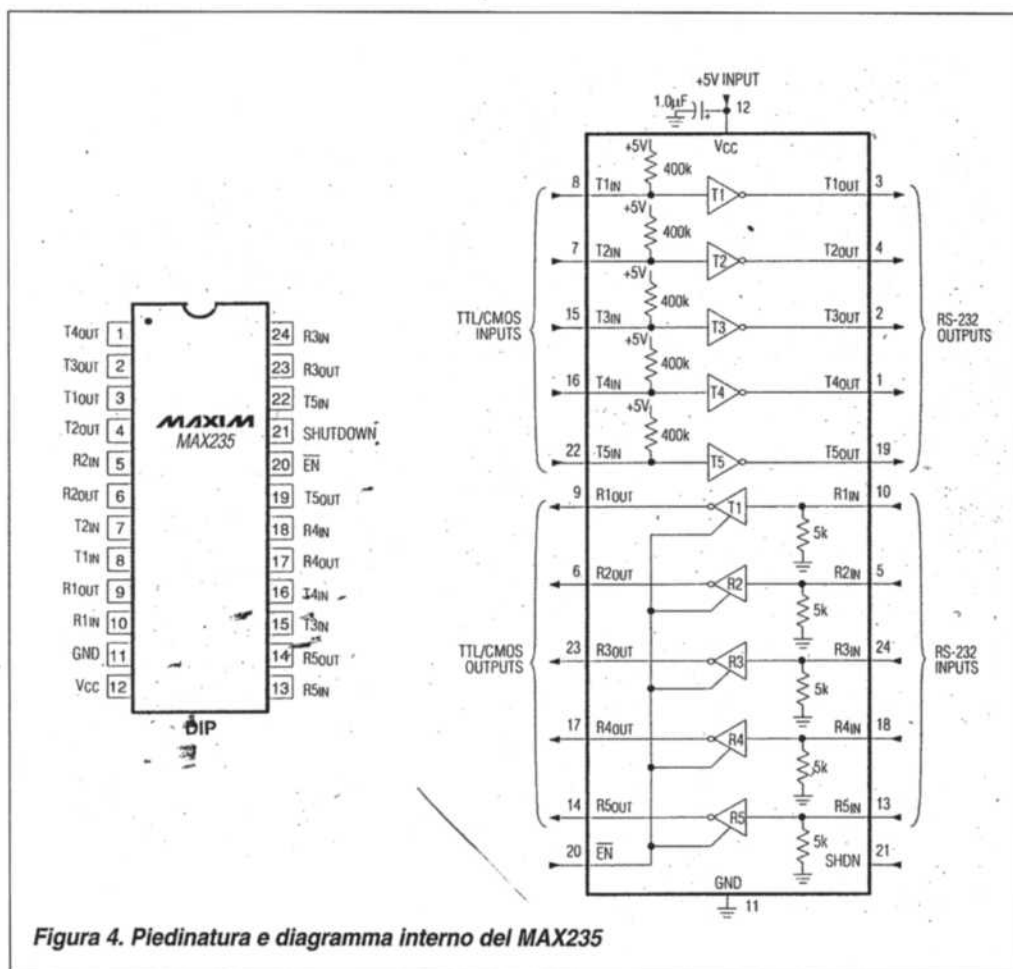 T4OUT 1
T3OUT 2
T1OUT 3
T2OUT 4
R2IN 5
R2OUT 6
T2IN 7
T1IN 8
R1OUT 9
R1IN 10
GND 11
VCC 12
24 R3IN
23 R3OUT
22 T5IN
21 SHUTDOWN
20 EN
19 T5OUT
18 R4IN
17 R4OUT
16 T4IN
15 T3IN
14 R5OUT
13 R5IN
MAXIM
MAX235
DIP
+5V INPUT
1.0µF
+
12
VCC
+5V
400k
8 T1IN T1 T1OUT 3
+5V
400k
7 T2IN T2 T2OUT 4
+5V
400k
15 T3IN T3 T3OUT 2
+5V
400k
16 T4IN T4 T4OUT 1
+5V
400k
22 T5IN T5 T5OUT 19
TTL/CMOS
INPUTS
RS-232
OUTPUTS
9 R1OUT T1 R1IN 10
5k
6 R2OUT R2 R2IN 5
5k
23 R3OUT R3 R3IN 24
5k
17 R4OUT R4 R4IN 18
5k
14 R5OUT R5 R5IN 13
5k
TTL/CMOS
OUTPUTS
RS-232
INPUTS
20 EN SHDN 21
GND
11
Figura 4. Piedinatura e diagramma interno del MAX235